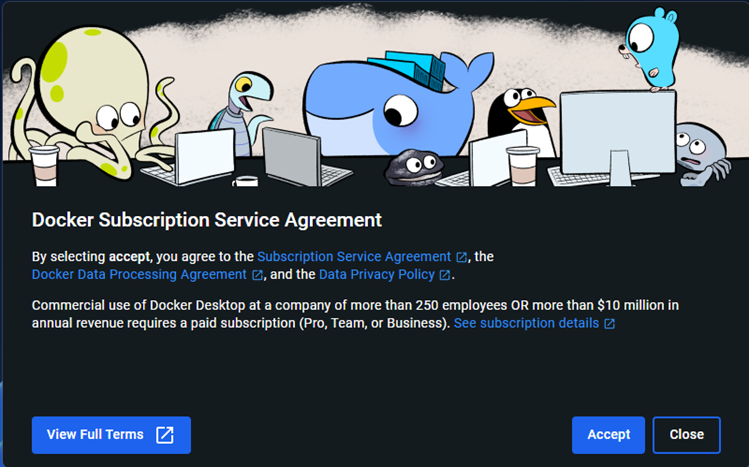 Docker Subscription Service Agreement
By selecting accept, you agree to the Subscription Service Agreement, the
Docker Data Processing Agreement, and the Data Privacy Policy.
Commercial use of Docker Desktop at a company of more than 250 employees OR more than $10 million in
annual revenue requires a paid subscription (Pro, Team, or Business). See subscription details
View Full Terms
Accept
Close